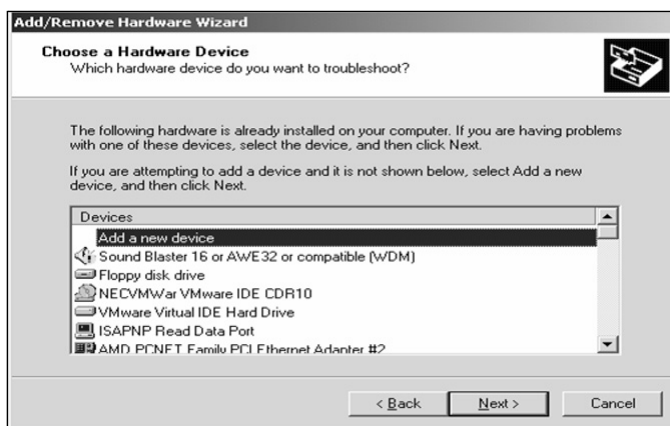 Add/Remove Hardware Wizard
Choose a Hardware Device
Which hardware device do you want to troubleshoot?
The following hardware is already installed on your computer. If you are having problems
with one of these devices, select the device, and then click Next.
If you are attempting to add a device and it is not shown below, select Add a new
device, and then click Next.
Devices
Add a new device
Sound Blaster 16 or AWE32 or compatible (WDM)
Floppy disk drive
NECVMWar VMware IDE CDR10
VMware Virtual IDE Hard Drive
ISAPNP Read Data Port
AMD PCNET Family PCI Ethernet Adapter #2
< Back Next > Cancel